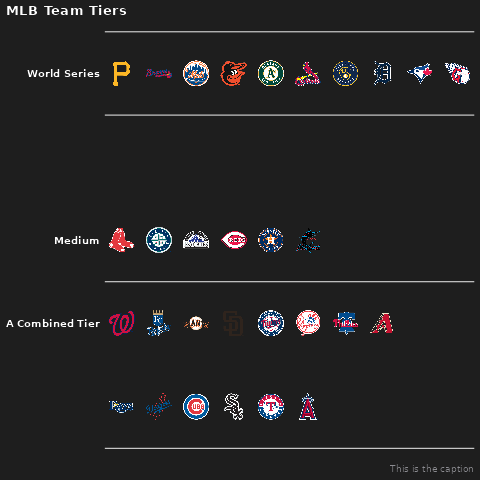 MLB Team Tiers
World Series
Medium
A Combined Tier
This is the caption